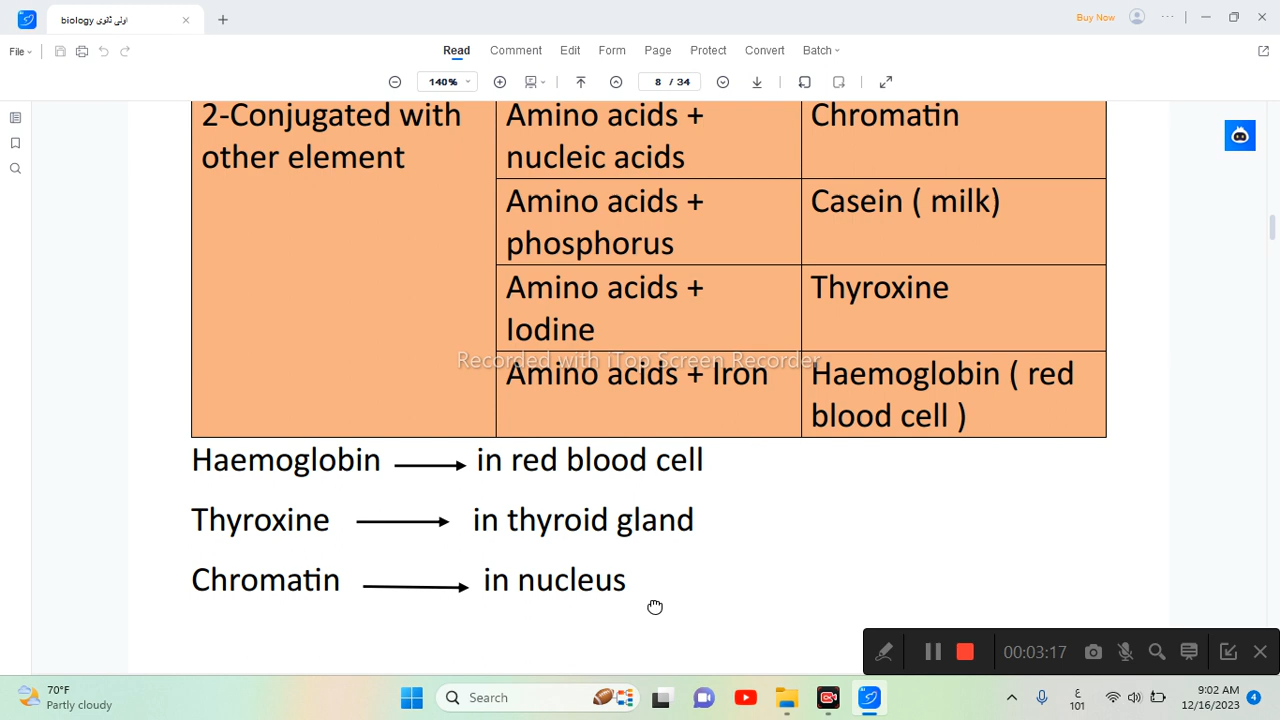 biology اولى ثانوى
Buy Now
File
Read Comment Edit Form Page Protect Convert Batch
140% 8 / 34
2-Conjugated with
other element
Amino acids +
nucleic acids
Chromatin
Amino acids +
phosphorus
Casein ( milk)
Amino acids +
Iodine
Thyroxine
Recorded with iTop Screen Recorder
Amino acids + Iron
Haemoglobin ( red
blood cell )
Haemoglobin in red blood cell
Thyroxine in thyroid gland
Chromatin in nucleus
00:03:17
70°F
Partly cloudy
Search
ع
101
9:02 AM
12/16/2023
4